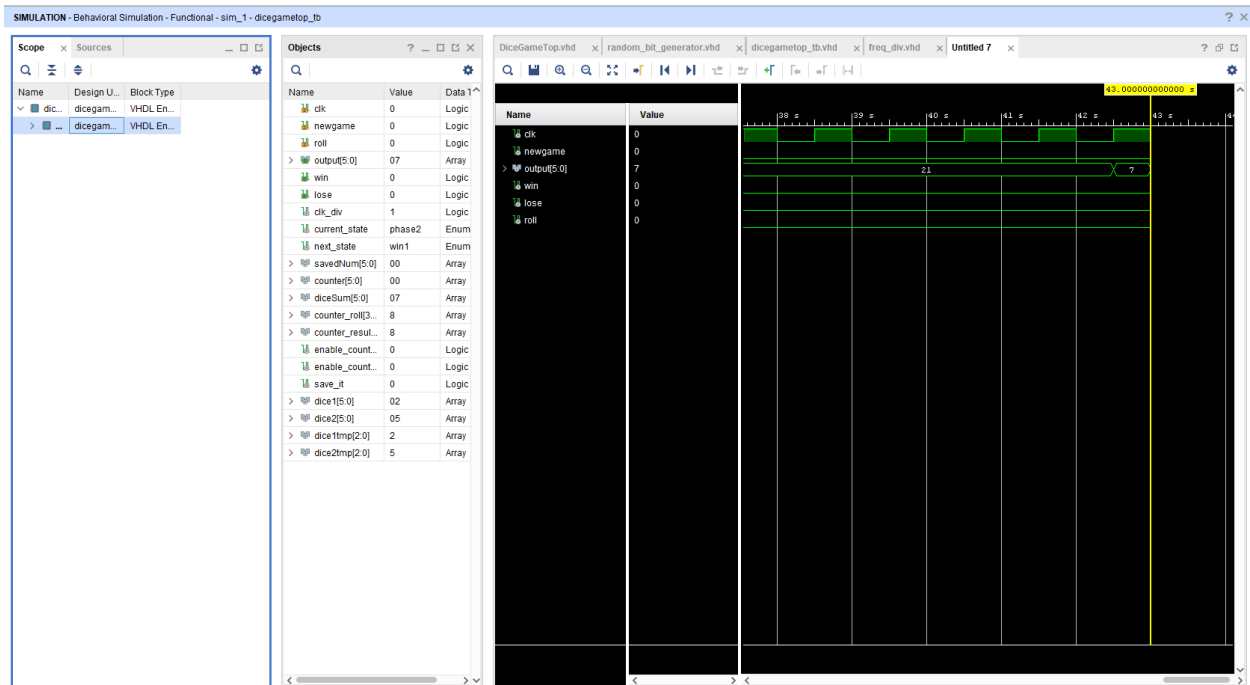 SIMULATION - Behavioral Simulation - Functional - sim_1 - dicegametop_tb
Scope Sources
Name Design U... Block Type
dic... dicegam... VHDL En...
... dicegam... VHDL En...
Objects
Name Value Data T
clk 0 Logic
newgame 0 Logic
roll 0 Logic
output[5:0] 07 Array
win 0 Logic
lose 0 Logic
clk_div 1 Logic
current_state phase2 Enum
next_state win1 Enum
savedNum[5:0] 00 Array
counter[5:0] 00 Array
diceSum[5:0] 07 Array
counter_roll[3... 8 Array
counter_resul... 8 Array
enable_count... 0 Logic
enable_count... 0 Logic
save_it 0 Logic
dice1[5:0] 02 Array
dice2[5:0] 05 Array
dice1tmp[2:0] 2 Array
dice2tmp[2:0] 5 Array
DiceGameTop.vhd random_bit_generator.vhd dicegametop_tb.vhd freq_div.vhd Untitled 7
43.000000000000 s
Name Value
38 s 39 s 40 s 41 s 42 s 43 s 44
clk 0
newgame 0
output[5:0] 7 21 7
win 0
lose 0
roll 0